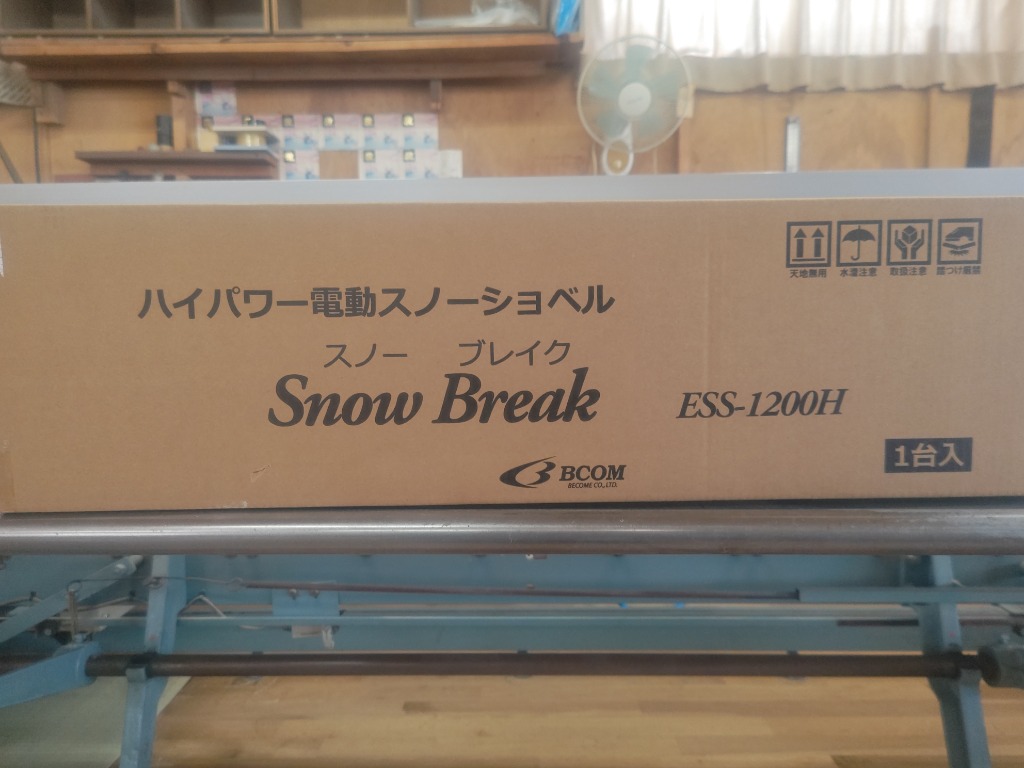 天地無用 水濡注意 取扱注意 踏つけ厳禁
ハイパワー電動スノーショベル
スノー ブレイク
Snow Break ESS-1200H
1台入
BCOM
BECOME CO.,LTD.